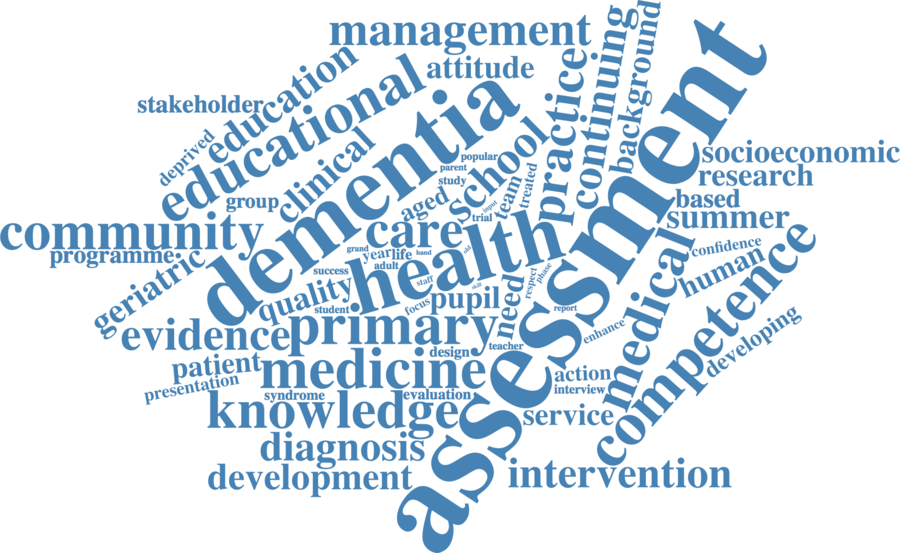 management
continuing
background
assessment
education
attitude
practice
stakeholder
educational
dementia
school
deprived
clinical
popular
parent
study
treated
socioeconomic
research
group
aged
input
team
based
trial
summer
community
care
health
medical
confidence
programme
grand
year
life
hand
old
human
competence
geriatric
success
adult
staff
skill
respect
phase
quality
student
focus
pupil
need
report
evidence
primary
enhance
developing
patient
design
teacher
presentation
medicine
action
interview
syndrome
evaluation
knowledge
service
diagnosis
development
intervention